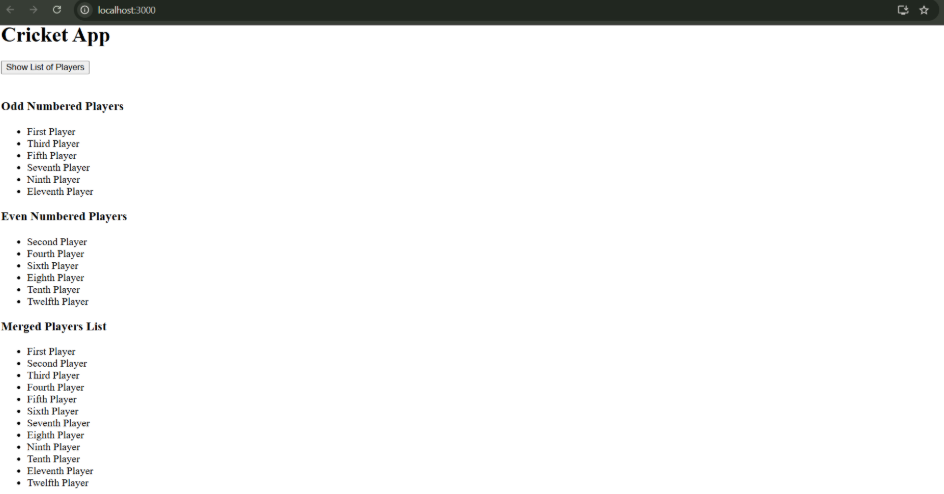 localhost:3000
Cricket App
Show List of Players
Odd Numbered Players
First Player
Third Player
Fifth Player
Seventh Player
Ninth Player
Eleventh Player
Even Numbered Players
Second Player
Fourth Player
Sixth Player
Eighth Player
Tenth Player
Twelfth Player
Merged Players List
First Player
Second Player
Third Player
Fourth Player
Fifth Player
Sixth Player
Seventh Player
Eighth Player
Ninth Player
Tenth Player
Eleventh Player
Twelfth Player